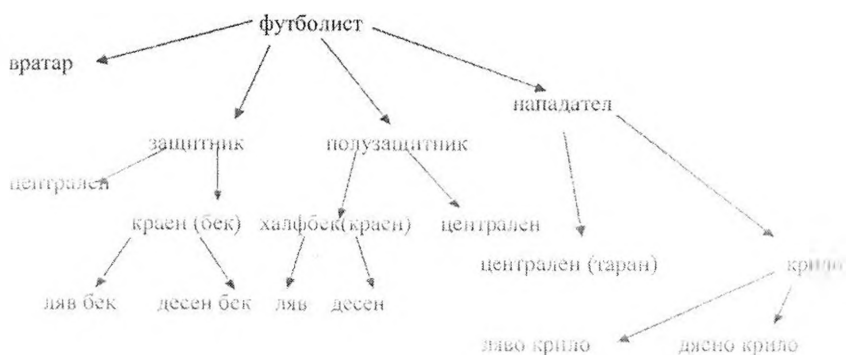 футболист
вратар
нападател
защитник
полузащитник
централен
краен (бек)
халфбек(краен)
централен
централен (таран)
крило
ляв бек
десен бек
ляв
десен
ляво крило
дясно крило